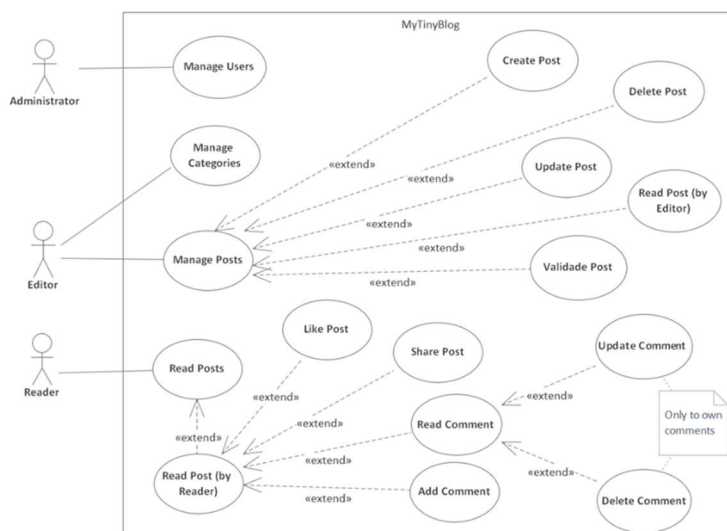 MyTinyBlog
Administrator
Manage Users
Create Post
Delete Post
Manage
Categories
«extend»
«extend»
Update Post
Read Post (by
Editor)
«extend»
«extend»
Editor
Manage Posts
«extend»
Validade Post
Reader
Read Posts
Like Post
Share Post
Update Comment
«extend»
«extend»
«extend»
«extend»
Read Comment
Only to own
comments
Read Post (by
Reader)
«extend»
«extend»
«extend»
Add Comment
Delete Comment